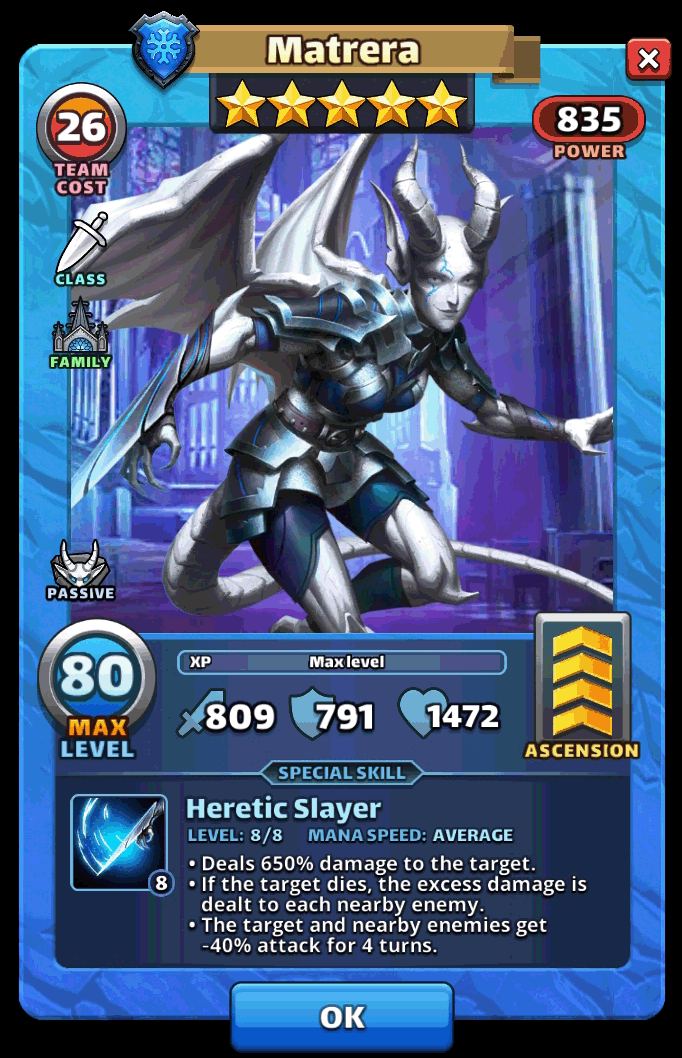 Matrera
26
TEAM
COST
835
POWER
CLASS
FAMILY
PASSIVE
80
MAX
LEVEL
XP Max level
809 791 1472
ASCENSION
SPECIAL SKILL
Heretic Slayer
LEVEL: 8/8 MANA SPEED: AVERAGE
8
• Deals 650% damage to the target.
• If the target dies, the excess damage is
dealt to each nearby enemy.
• The target and nearby enemies get
-40% attack for 4 turns.
OK